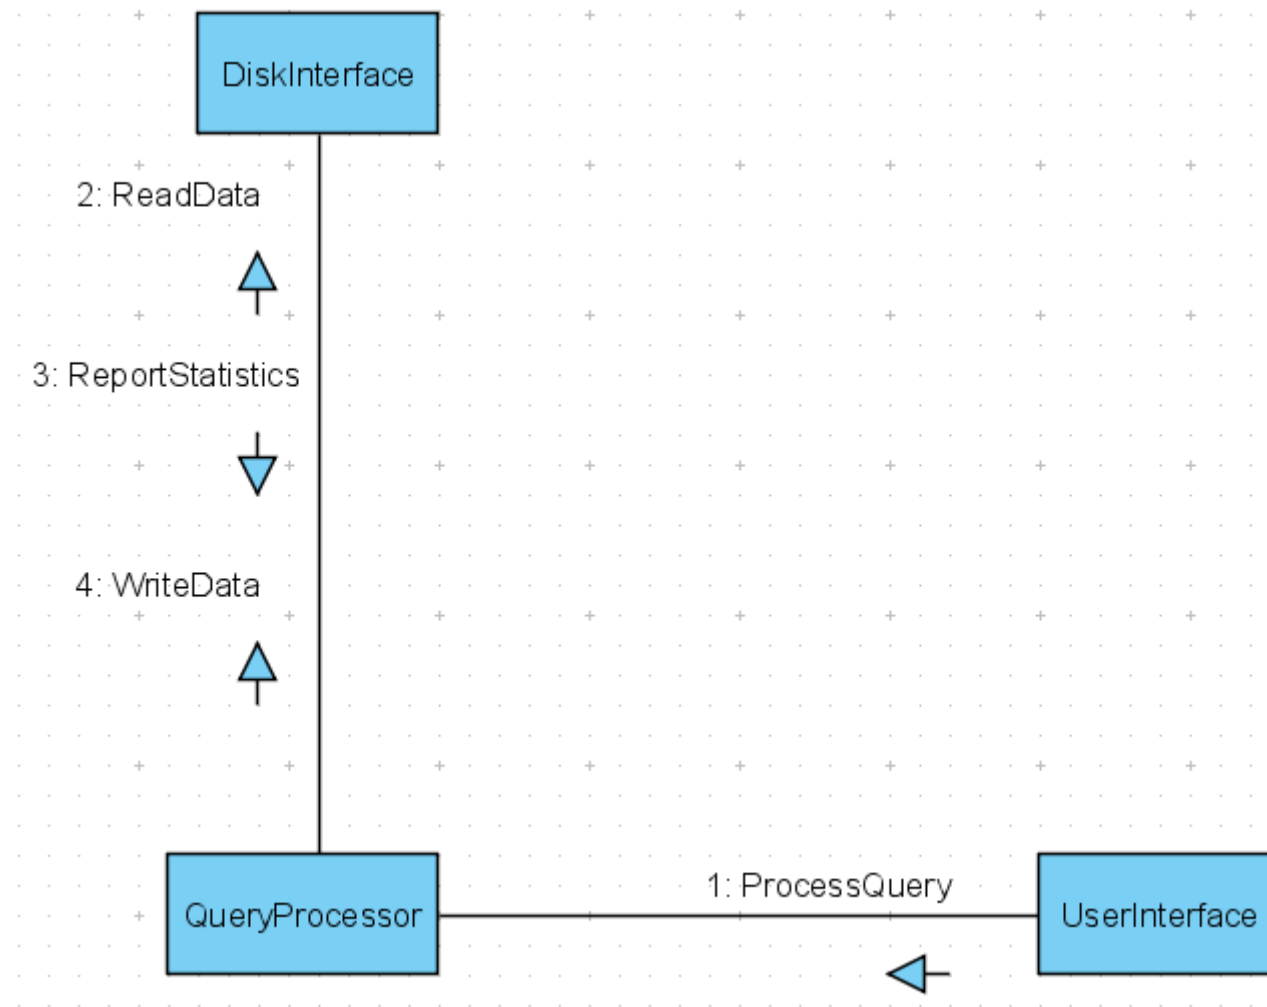 DiskInterface
2: ReadData
3: ReportStatistics
4: WriteData
1: ProcessQuery
QueryProcessor
UserInterface